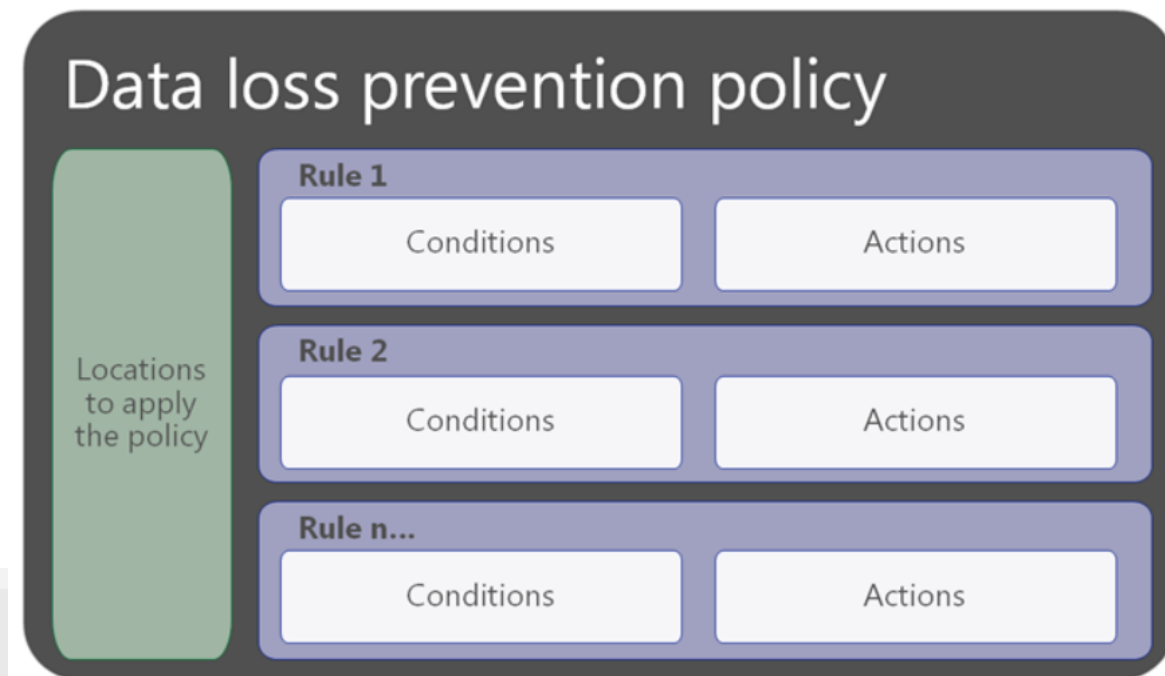 Data loss prevention policy
Locations
to apply
the policy
Rule 1
Conditions
Actions
Rule 2
Conditions
Actions
Rule n...
Conditions
Actions